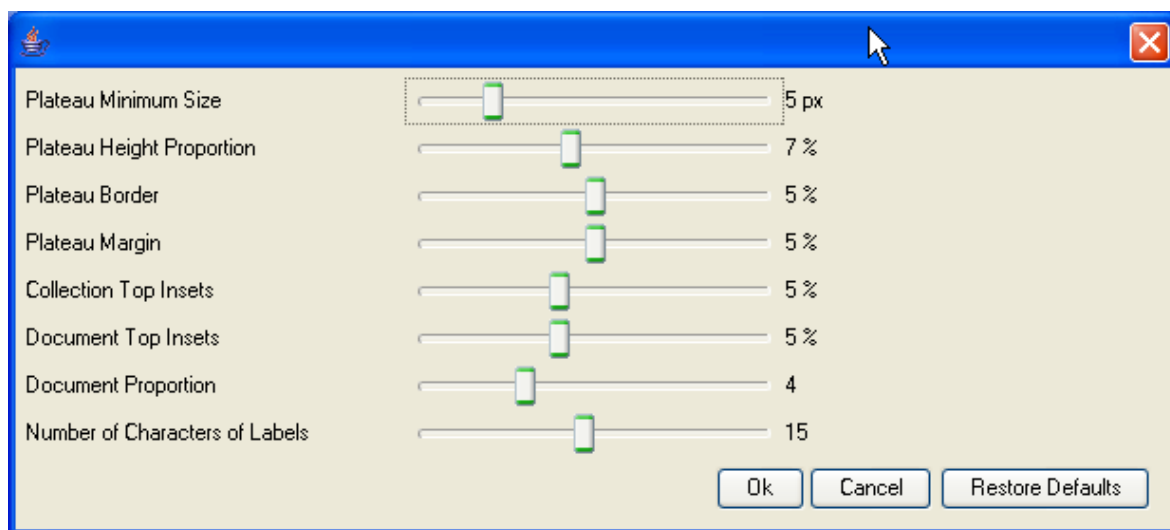 Plateau Minimum Size 5 px
Plateau Height Proportion 7 %
Plateau Border 5 %
Plateau Margin 5 %
Collection Top Insets 5 %
Document Top Insets 5 %
Document Proportion 4
Number of Characters of Labels 15
Ok Cancel Restore Defaults